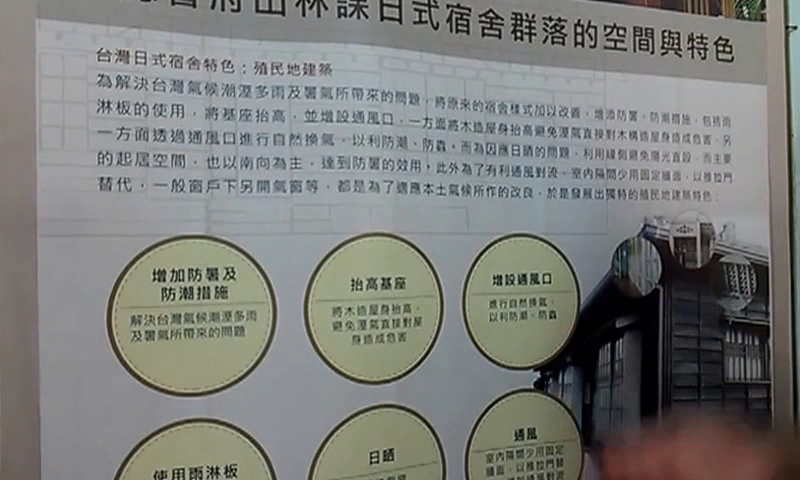 府山林課日式宿舍群落的空間與特色
台灣日式宿舍特色：殖民地建築
為解決台灣氣候潮溼多雨及暑氣所帶來的問題，將原來的宿舍樣式加以改善，增添防暑、防潮措施，包括雨
淋板的使用，將基座抬高，並增設通風口，一方面將木造屋身抬高避免溼氣直接對木構造屋身造成危害，另
一方面透過通風口進行自然換氣，以利防潮、防蟲。而為因應日晒的問題，利用緣側避免陽光直設，而主要
的起居空間，也以南向為主，達到防暑的效用。此外為了有利通風對流，室內隔間少用固定牆面，以推拉門
替代，一般窗戶下另開氣窗等，都是為了適應本土氣候所作的改良，於是發展出獨特的殖民地建築特色：
增加防暑及
防潮措施
解決台灣氣候潮溼多雨
及暑氣所帶來的問題
抬高基座
將木造屋身抬高，
避免溼氣直接對屋
身造成危害
增設通風口
進行自然換氣，
以利防潮、防蟲
使用雨淋板
日晒
通風
室內隔間少用固定
牆面，以推拉門替